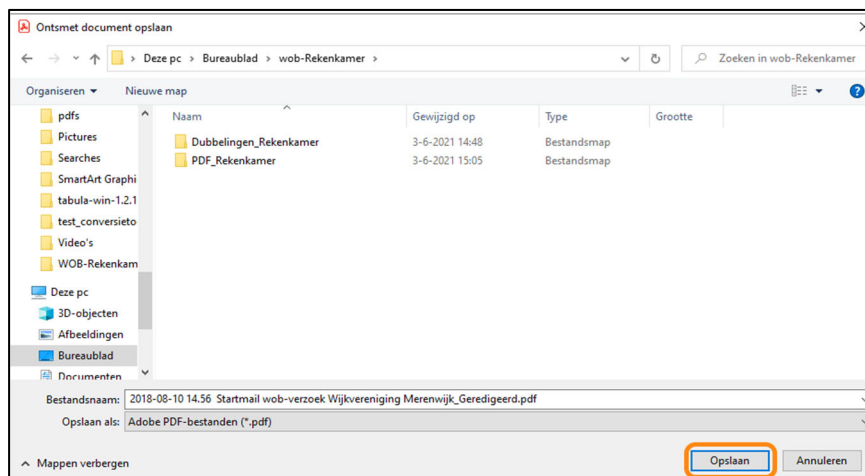 Ontsmet document opslaan
Deze pc > Bureaublad > wob-Rekenkamer >
Zoeken in wob-Rekenkamer
Organiseren Nieuwe map
Naam Gewijzigd op Type Grootte
Dubbelingen_Rekenkamer 3-6-2021 14:48 Bestandsmap
PDF_Rekenkamer 3-6-2021 15:05 Bestandsmap
pdfs
Pictures
Searches
SmartArt Graphi
tabula-win-1.2.1
test_conversieto
Video's
WOB-Rekenkam
Deze pc
3D-objecten
Afbeeldingen
Bureaublad
Documenten
Bestandsnaam: 2018-08-10 14.56 Startmail wob-verzoek Wijkvereniging Merenwijk_Geredigeerd.pdf
Opslaan als: Adobe PDF-bestanden (*.pdf)
Mappen verbergen
Opslaan Annuleren